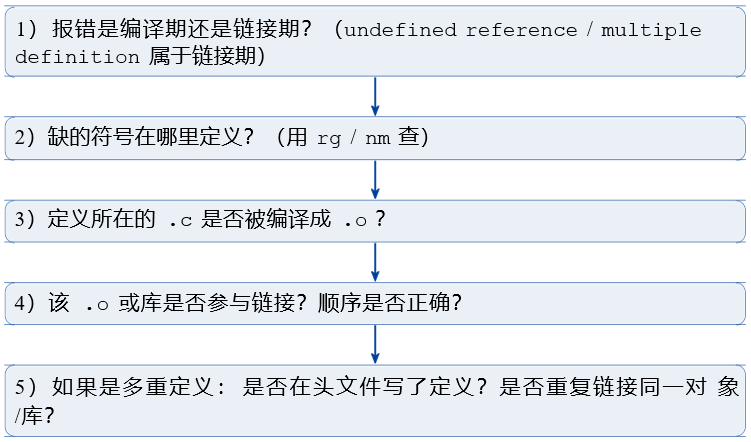 1）报错是编译期还是链接期？（undefined reference / multiple
definition 属于链接期）
2）缺的符号在哪里定义？（用 rg / nm 查）
3）定义所在的 .c 是否被编译成 .o？
4）该 .o 或库是否参与链接？顺序是否正确？
5）如果是多重定义：是否在头文件写了定义？是否重复链接同一对 象
/库？